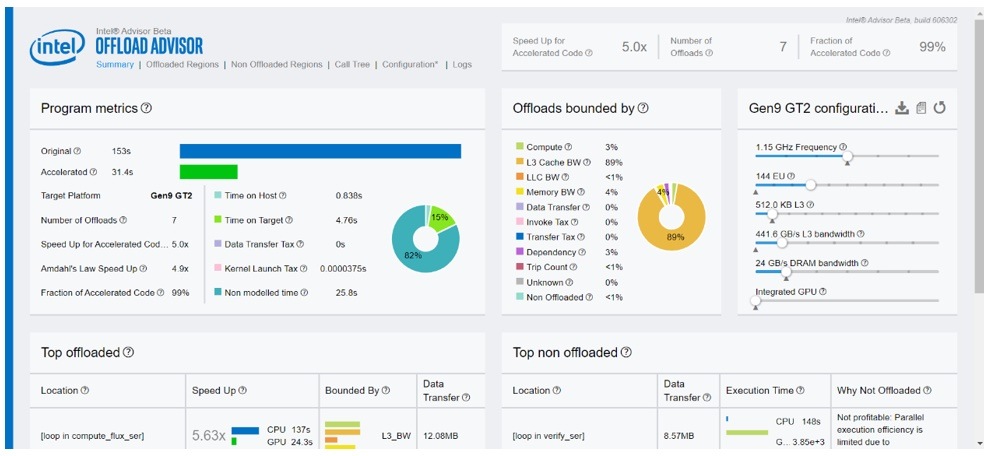 Intel® Advisor Beta, build 606302
intel
Intel® Advisor Beta
OFFLOAD ADVISOR
Summary | Offloaded Regions | Non Offloaded Regions | Call Tree | Configuration* | Logs
Speed Up for Accelerated Code 5.0x
Number of Offloads 7
Fraction of Accelerated Code 99%
Program metrics
Original 153s
Accelerated 31.4s
Target Platform Gen9 GT2
Number of Offloads 7
Speed Up for Accelerated Cod... 5.0x
Amdahl's Law Speed Up 4.9x
Fraction of Accelerated Code 99%
Time on Host 0.838s
Time on Target 4.76s
Data Transfer Tax 0s
Kernel Launch Tax 0.0000375s
Non modelled time 25.8s
15%
82%
Offloads bounded by
Compute 3%
L3 Cache BW 89%
LLC BW <1%
Memory BW 4%
Data Transfer 0%
Invoke Tax 0%
Transfer Tax 0%
Dependency 3%
Trip Count <1%
Unknown 0%
Non Offloaded <1%
4%
89%
Gen9 GT2 configurati...
1.15 GHz Frequency
144 EU
512.0 KB L3
441.6 GB/s L3 bandwidth
24 GB/s DRAM bandwidth
Integrated GPU
Top offloaded
Location Speed Up Bounded By Data Transfer
[loop in compute_flux_ser] 5.63x CPU 137s GPU 24.3s L3_BW 12.08MB
Top non offloaded
Location Data Transfer Execution Time Why Not Offloaded
[loop in verify_ser] 8.57MB CPU 148s G... 3.85e+3 Not profitable: Parallel execution efficiency is limited due to